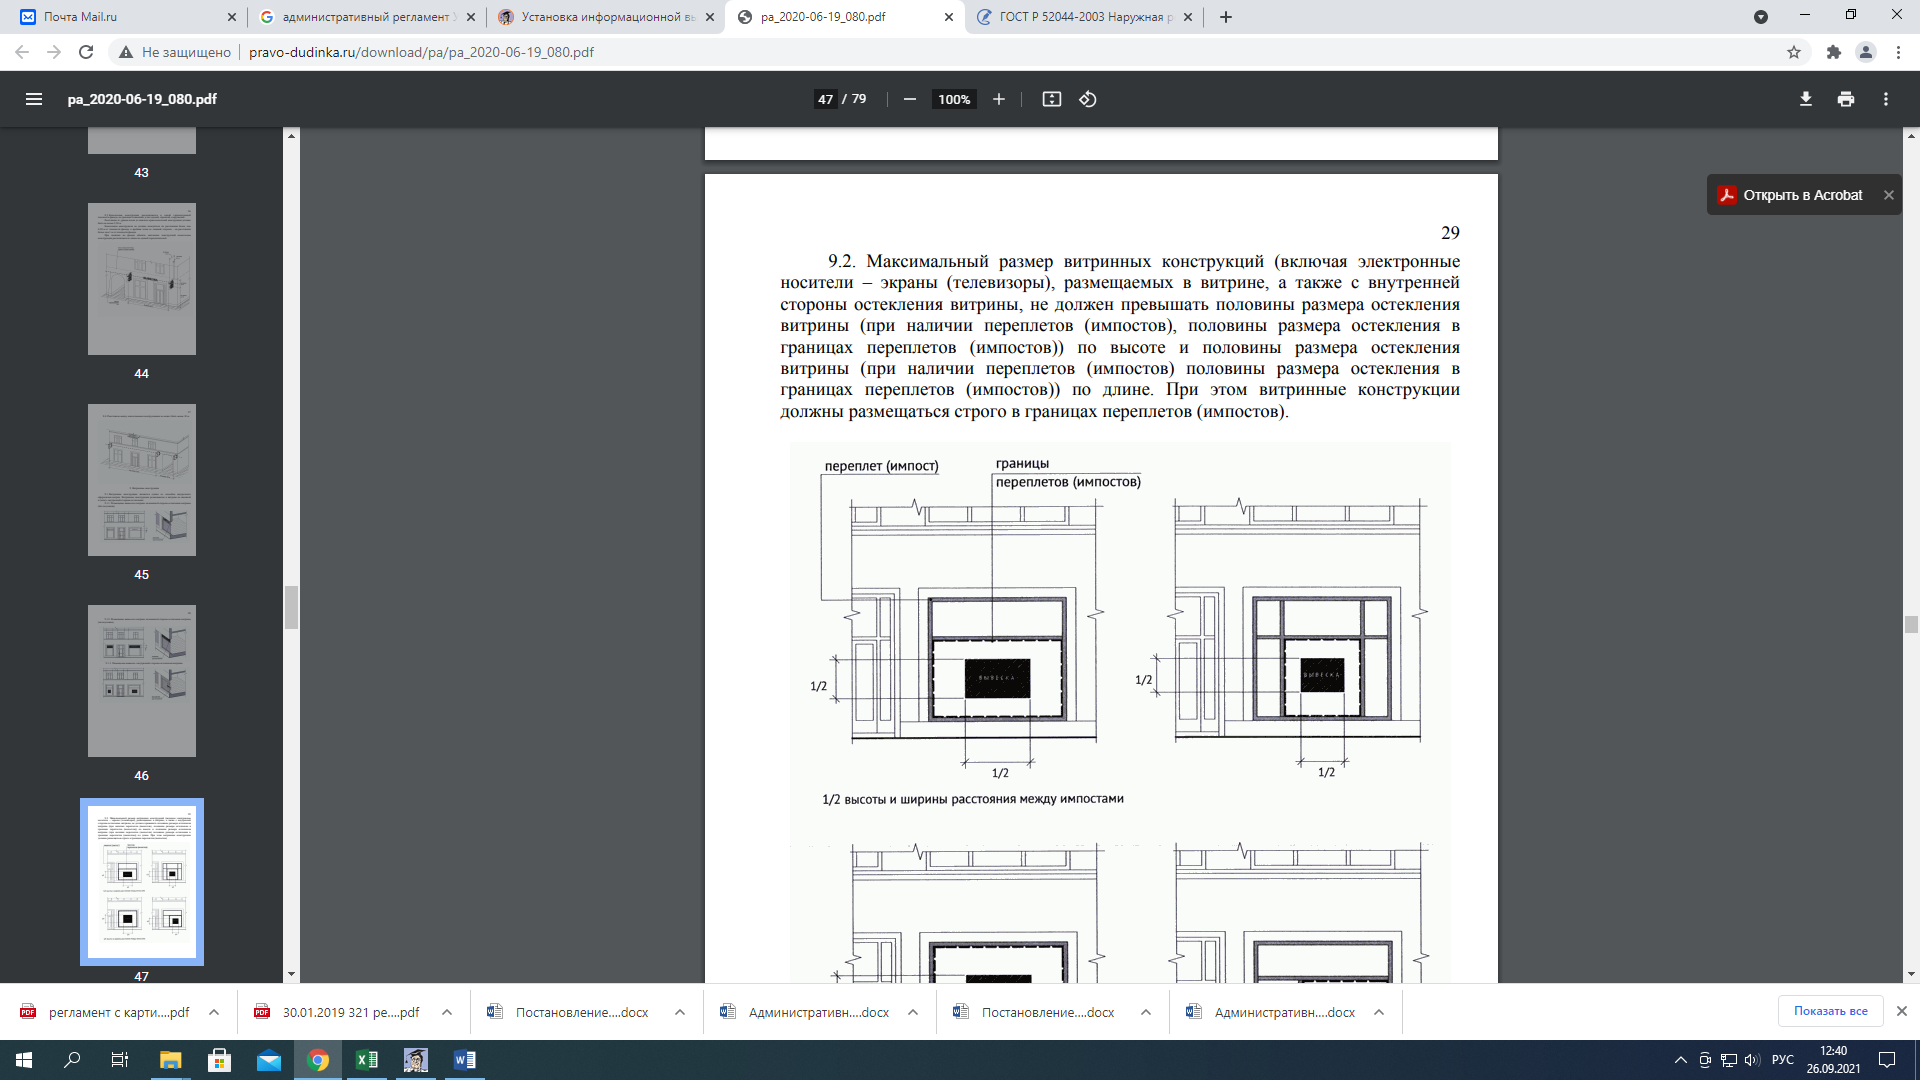 Почта Mail.ru
административный регламент
Установка информационной вы
pa_2020-06-19_080.pdf
ГОСТ Р 52044-2003 Наружная р
Не защищено
pravo-dudinka.ru/download/pa/pa_2020-06-19_080.pdf
pa_2020-06-19_080.pdf
47 / 79
100%
43
44
45
46
47
Открыть в Acrobat
29
9.2. Максимальный размер витринных конструкций (включая электронные
носители – экраны (телевизоры), размещаемых в витрине, а также с внутренней
стороны остекления витрины, не должен превышать половины размера остекления
витрины (при наличии переплетов (импостов), половины размера остекления в
границах переплетов (импостов)) по высоте и половины размера остекления
витрины (при наличии переплетов (импостов) половины размера остекления в
границах переплетов (импостов)) по длине. При этом витринные конструкции
должны размещаться строго в границах переплетов (импостов).
переплет (импост)
границы
переплетов (импостов)
ВЫВЕСКА
ВЫВЕСКА
1/2
1/2
1/2
1/2
1/2 высоты и ширины расстояния между импостами
регламент с карти....pdf
30.01.2019 321 ре....pdf
Постановление....docx
Административн....docx
Постановление....docx
Административн....docx
Показать все
РУС
12:40
26.09.2021